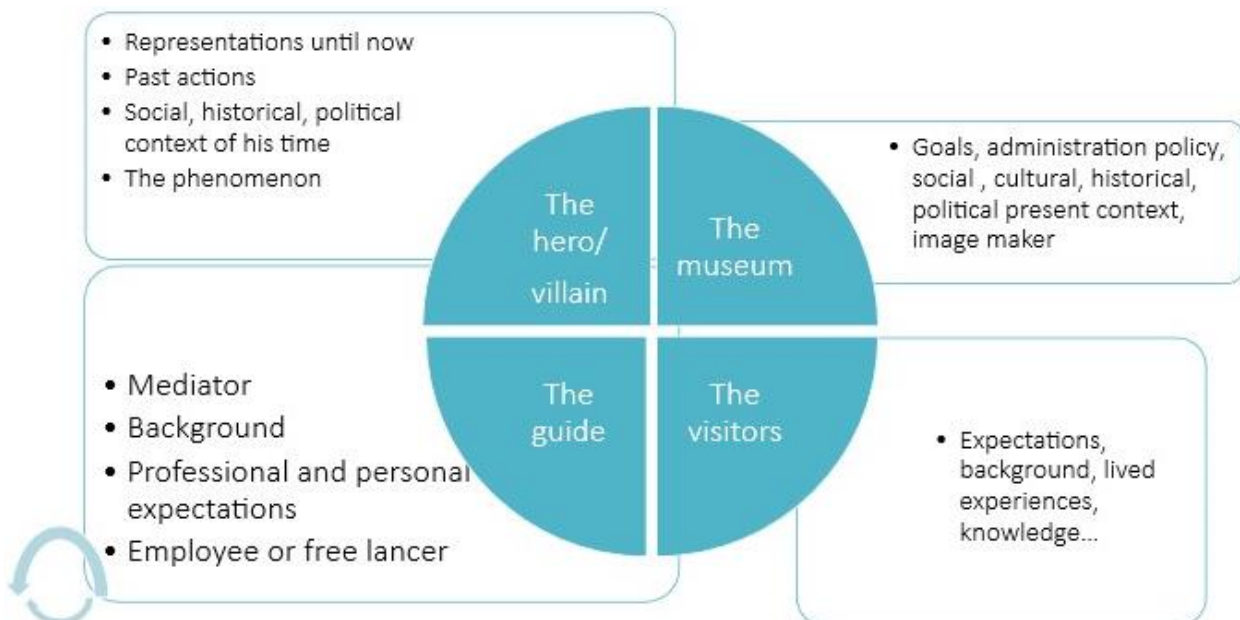 • Representations until now
• Past actions
• Social, historical, political
context of his time
• The phenomenon
The
hero/
villain
The
museum
• Goals, administration policy,
social , cultural, historical,
political present context,
image maker
• Mediator
• Background
• Professional and personal
expectations
• Employee or free lancer
The
guide
The
visitors
• Expectations,
background, lived
experiences,
knowledge…